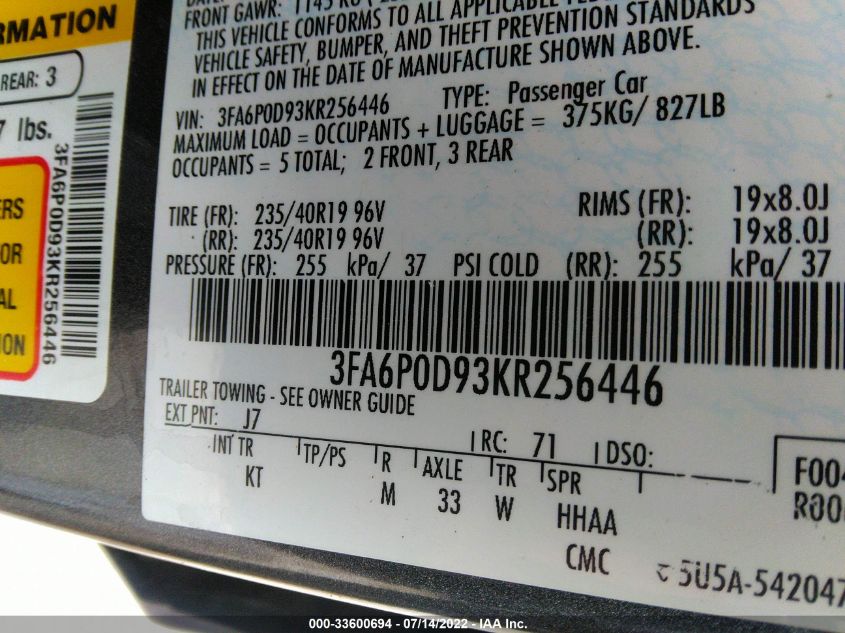 RMATION
REAR: 3
7 lbs.
3FA6P0D93KR256446
ERS
OR
AL
ION
FRONT GAWR:
THIS VEHICLE CONFORMS TO ALL APPLICABLE
VEHICLE SAFETY, BUMPER, AND THEFT PREVENTION STANDARDS
IN EFFECT ON THE DATE OF MANUFACTURE SHOWN ABOVE.
VIN: 3FA6P0D93KR256446 TYPE: Passenger Car
MAXIMUM LOAD = OCCUPANTS + LUGGAGE = 375KG/ 827LB
OCCUPANTS = 5 TOTAL; 2 FRONT, 3 REAR
TIRE (FR): 235/40R19 96V RIMS (FR): 19x8.0J
(RR): 235/40R19 96V (RR): 19x8.0J
PRESSURE (FR): 255 kPa/ 37 PSI COLD (RR): 255 kPa/ 37
3FA6P0D93KR256446
TRAILER TOWING - SEE OWNER GUIDE
EXT PNT: J7 RC: 71 DSO:
INT TR TP/PS R AXLE TR SPR
KT M 33 W HHAA
CMC
F004
R00
5U5A-542047
000-33600694 - 07/14/2022 - © IAA Inc.